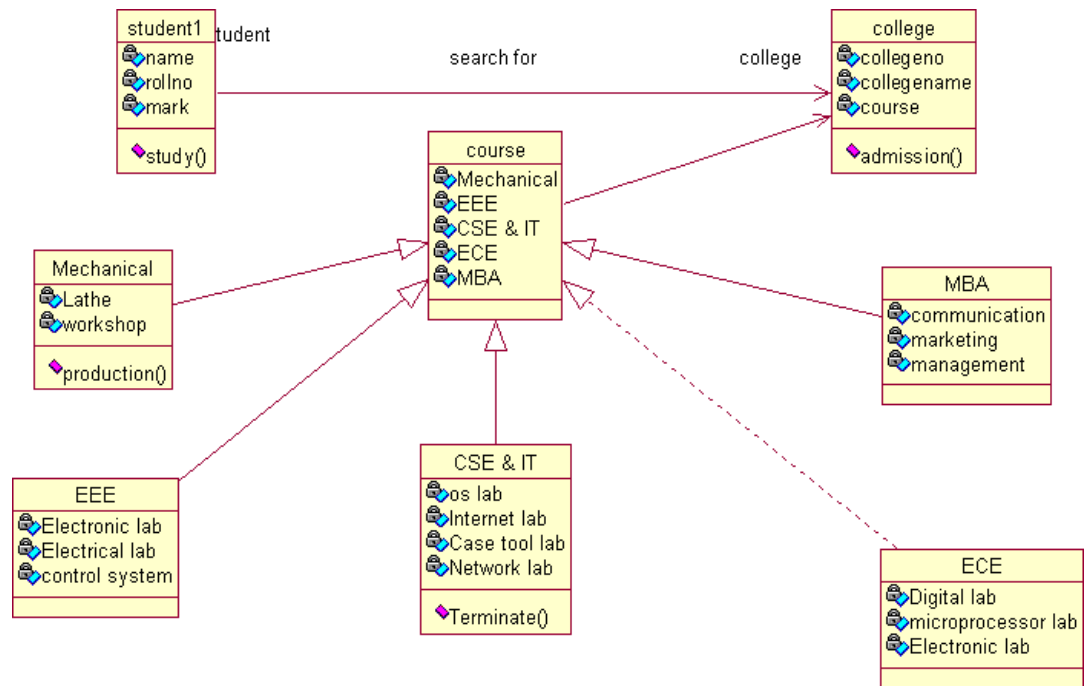 student1
name
rollno
mark
study()
tudent
search for
college
college
collegeno
collegename
course
admission()
course
Mechanical
EEE
CSE & IT
ECE
MBA
Mechanical
Lathe
workshop
production()
MBA
communication
marketing
management
EEE
Electronic lab
Electrical lab
control system
CSE & IT
os lab
Internet lab
Case tool lab
Network lab
Terminate()
ECE
Digital lab
microprocessor lab
Electronic lab